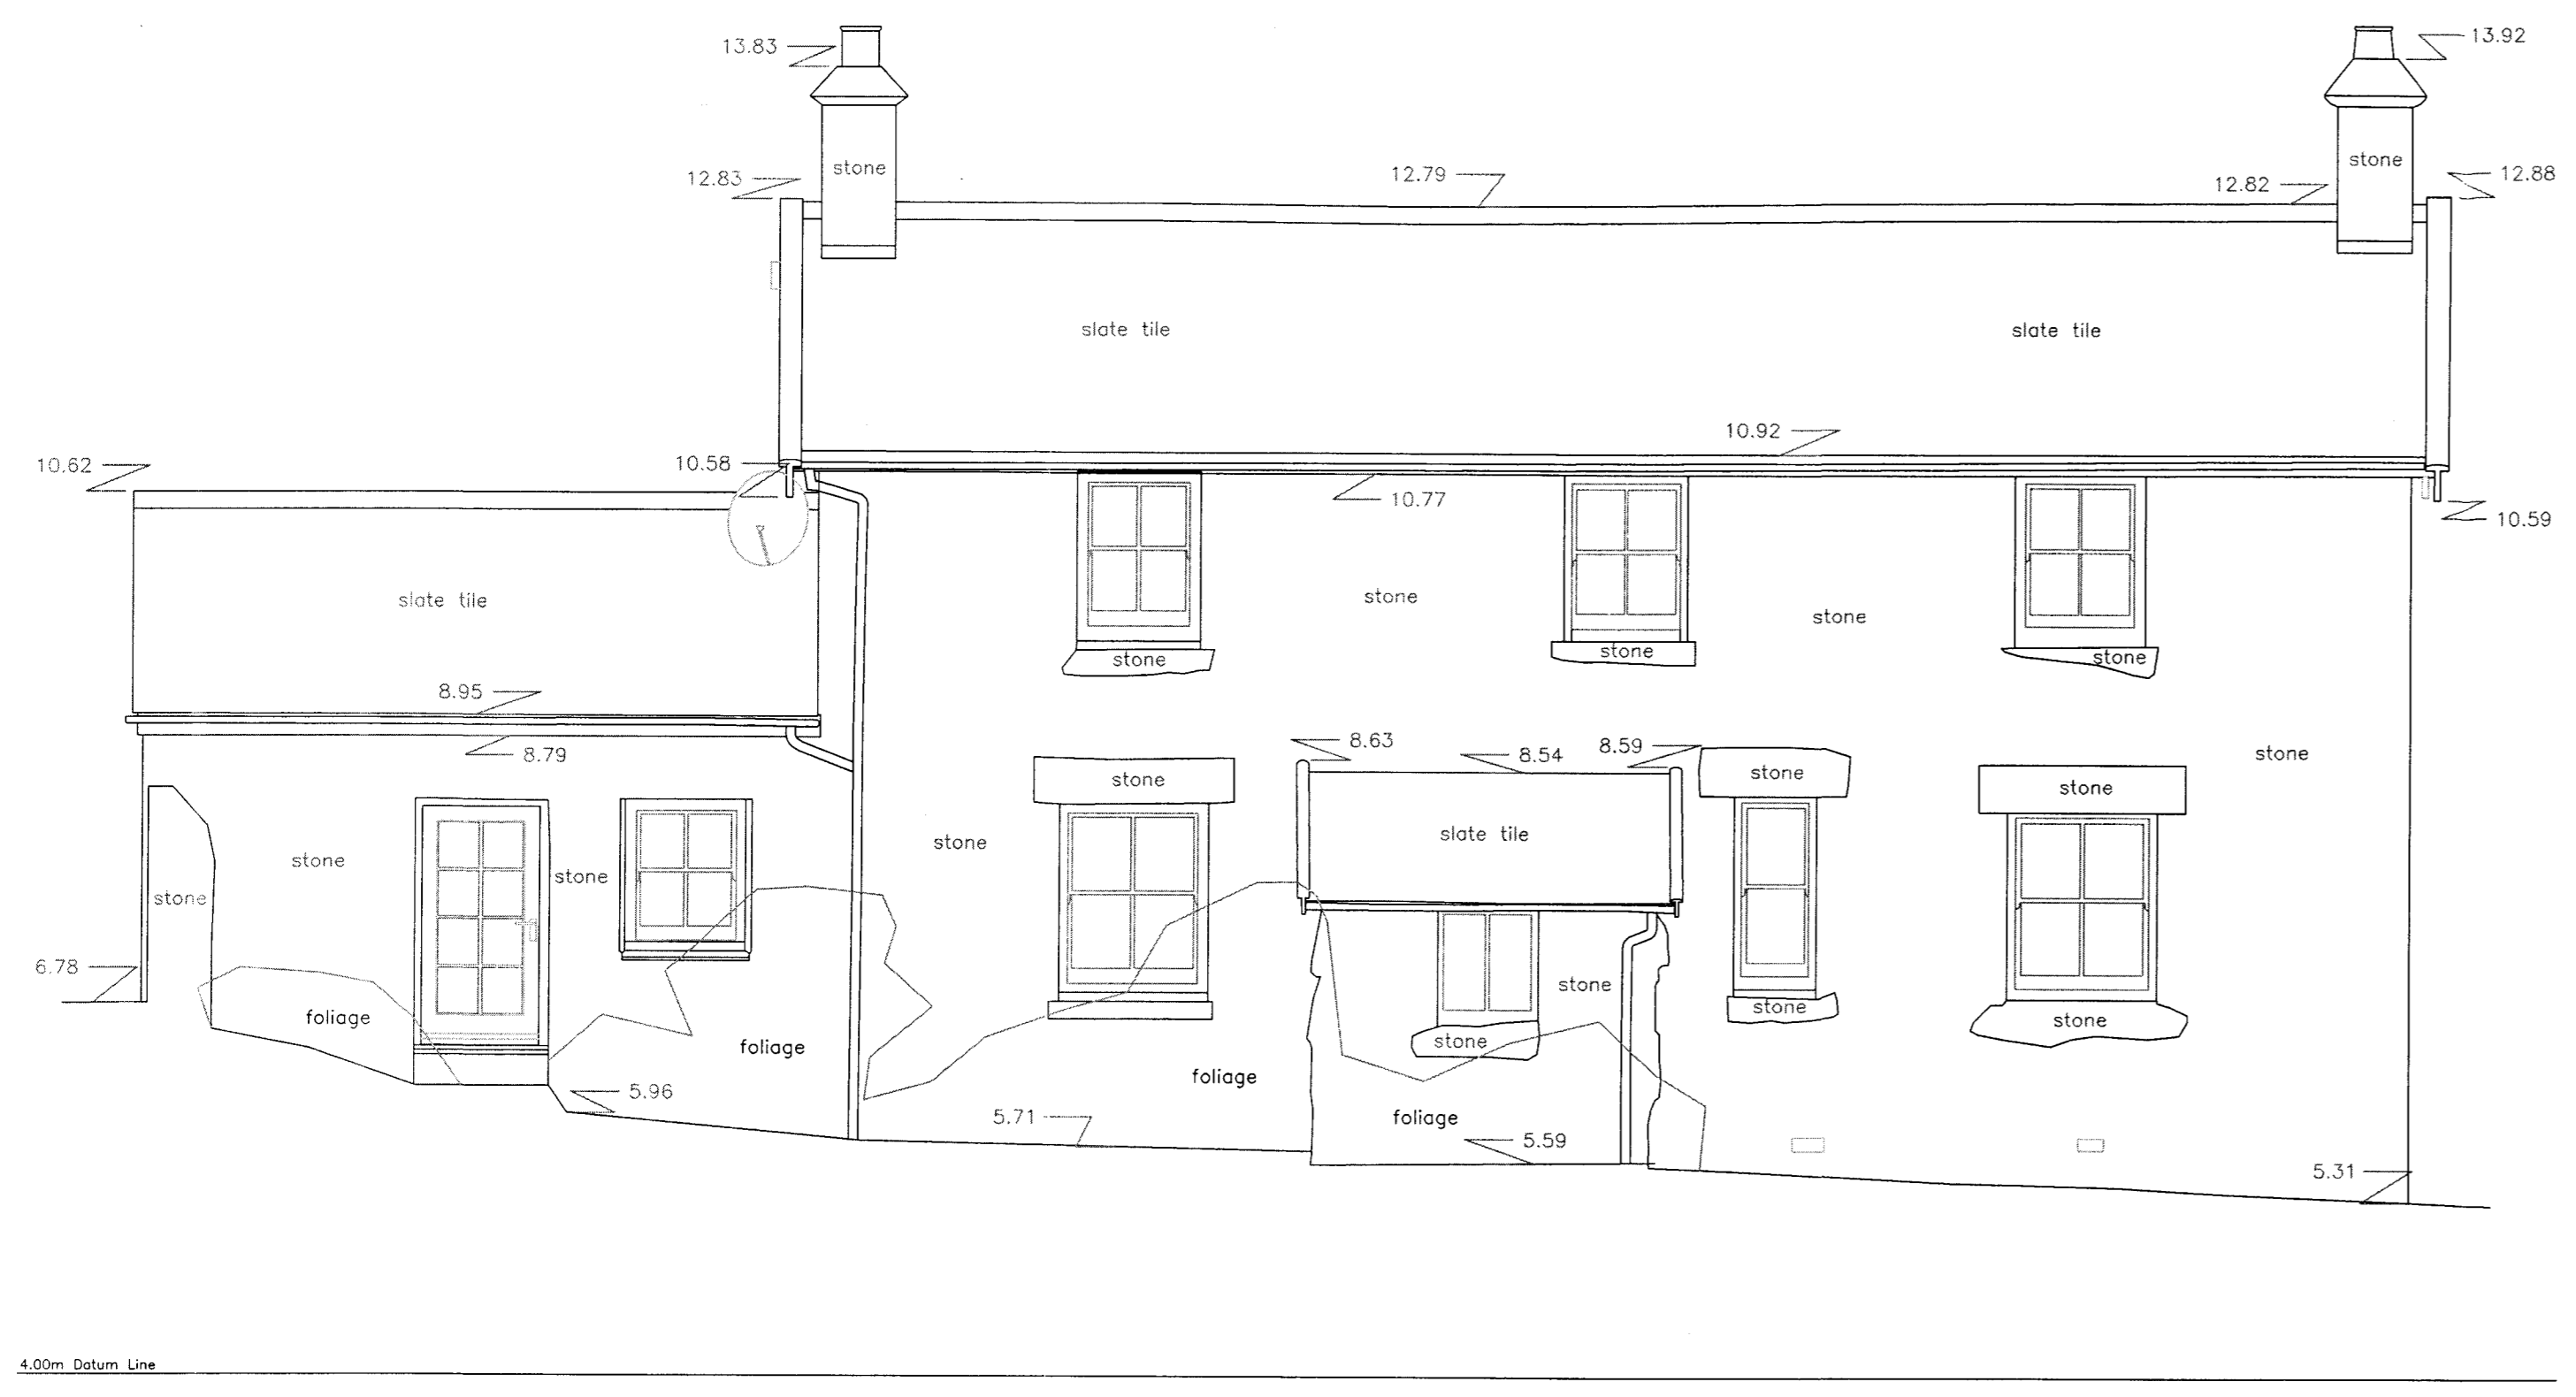 13.83
13.92
stone
stone
12.83
12.79
12.82
12.88
slate tile
slate tile
10.92
10.62
10.58
10.77
10.59
slate tile
stone
stone
stone
stone
stone
8.95
8.79
8.63
8.54
8.59
stone
stone
stone
stone
slate tile
stone
stone
stone
stone
6.78
stone
stone
foliage
stone
stone
stone
foliage
foliage
5.96
5.71
foliage
5.59
5.31
4.00m Datum Line